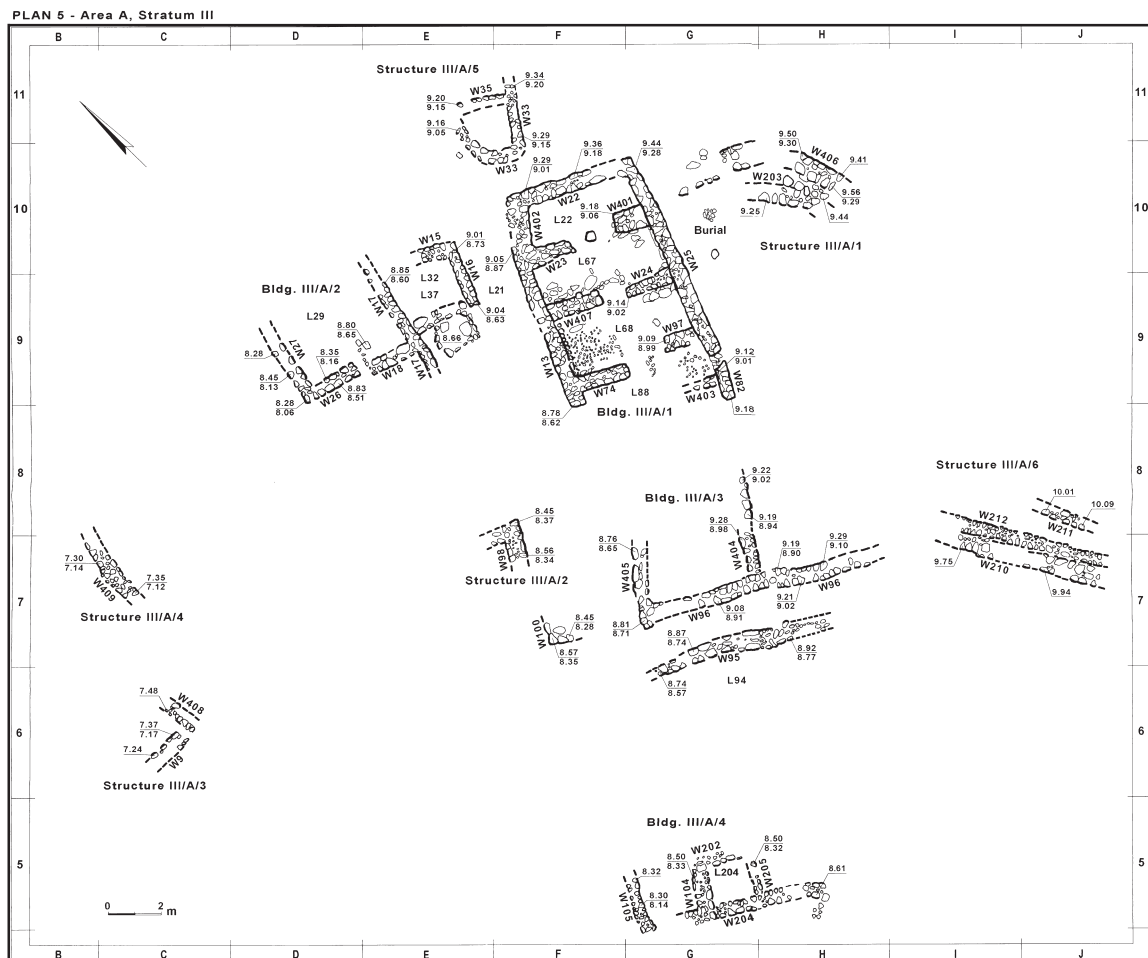 PLAN 5 - Area A, Stratum III
B C D E F G H I J
11 11
Structure III/A/5
9.34
9.20
W35
9.20
9.15
W33
9.16
9.05
9.29
9.15
W33
9.36
9.18
9.44
9.28
9.50
9.30
W406
9.41
9.29
9.01
W203
W22
9.56
9.29
10 10
9.18
9.06
W401
L22
W402
9.25
9.44
Burial
Structure III/A/1
W15
9.01
8.73
9.05
8.87
W23
L67
W25
W16
L32
8.85
8.60
L37
L21
W24
Bldg. III/A/2
W17
9.04
8.63
9.14
9.02
W407
L29
8.80
8.65
L68
W97
9 9
8.66
9.09
8.99
W27
8.28
8.35
8.16
W18
W17
W13
9.12
9.01
8.45
8.13
8.83
8.51
W26
W74
L88
W403
W82
8.28
8.06
8.78
8.62
Bldg. III/A/1
9.18
8 8
Structure III/A/6
9.22
9.02
Bldg. III/A/3
10.01
10.09
8.45
8.37
9.28
8.98
9.19
8.94
W212
W211
8.76
8.65
W404
9.19
8.90
9.29
9.10
7.30
7.14
W98
8.56
8.34
9.75
W210
Structure III/A/2
W405
7.35
7.12
W409
9.21
9.02
W96
9.94
7 7
Structure III/A/4
W100
8.45
8.28
8.81
8.71
W96
9.08
8.91
8.57
8.35
8.87
8.74
W95
8.92
8.77
L94
8.74
8.57
7.48
W408
7.37
7.17
6 6
7.24
W9
Structure III/A/3
Bldg. III/A/4
W202
8.50
8.33
8.50
8.32
5 5
8.32
L204
W205
8.61
W104
W105
8.30
8.14
W204
0 2 m
B C D E F G H I J